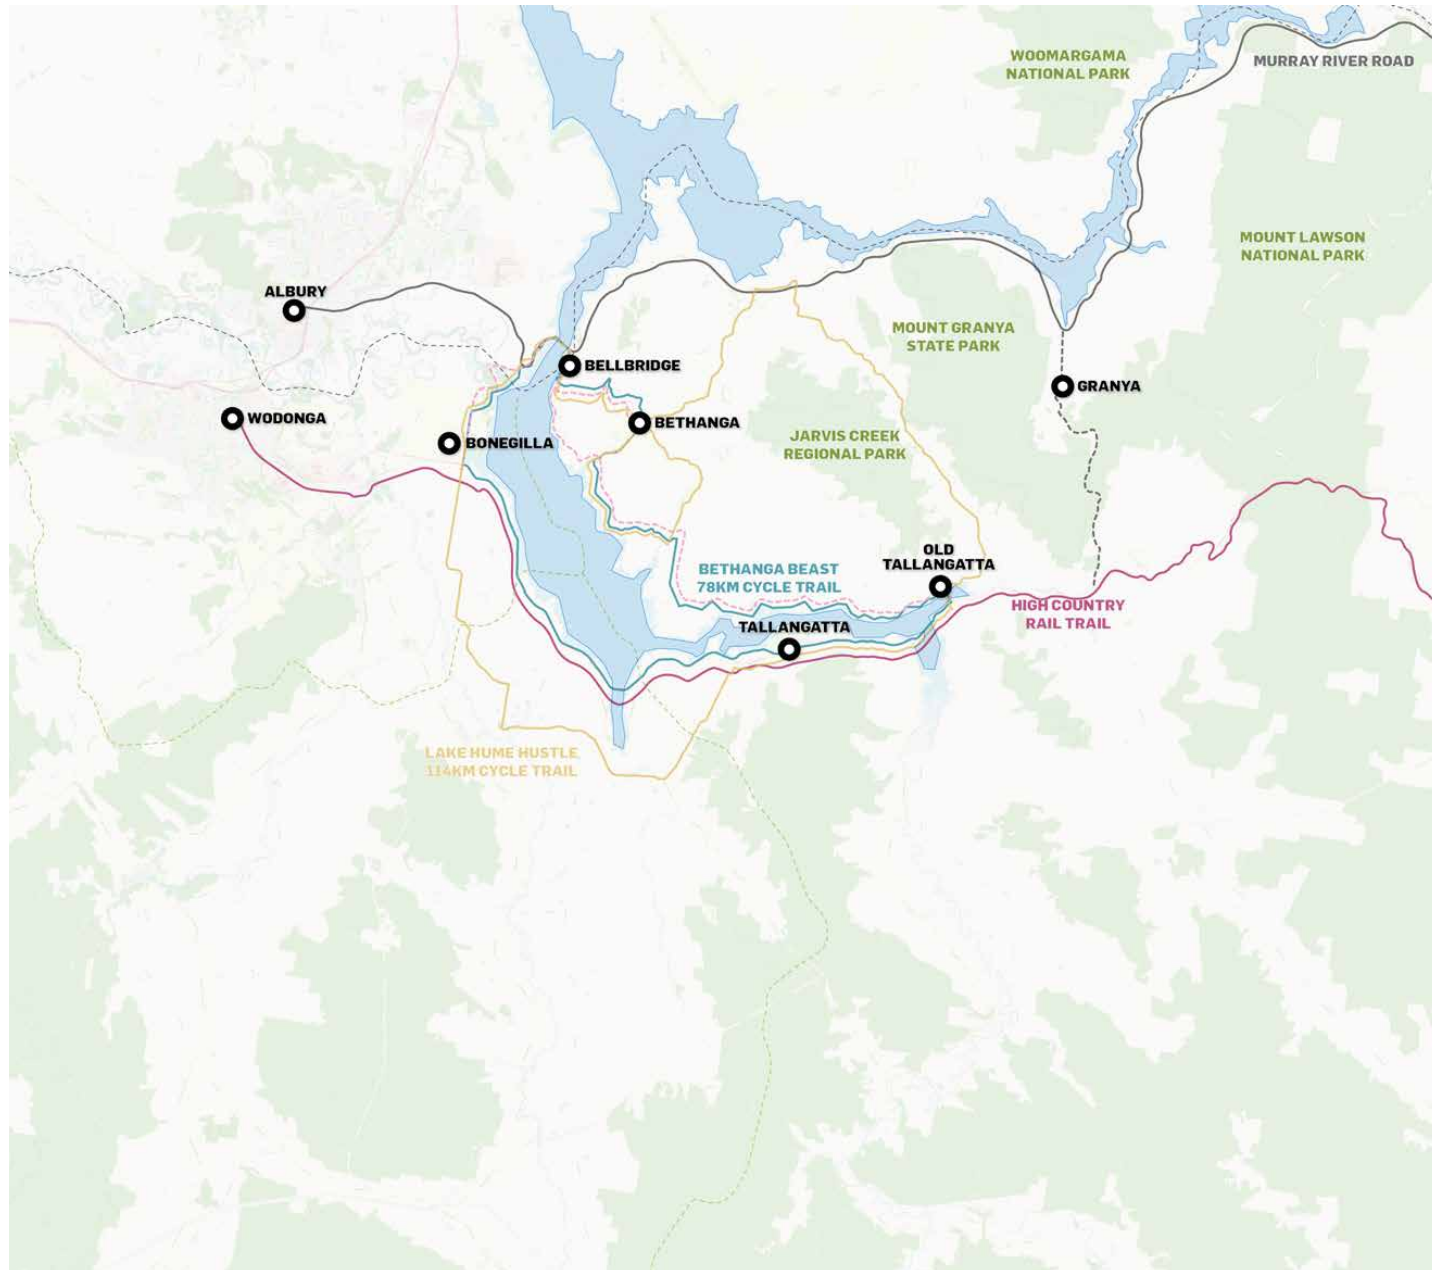 WOOMARGAMA
NATIONAL PARK
MURRAY RIVER ROAD
MOUNT LAWSON
NATIONAL PARK
ALBURY
MOUNT GRANYA
STATE PARK
BELLBRIDGE
GRANYA
WODONGA
BETHANGA
BONEGILLA
JARVIS CREEK
REGIONAL PARK
OLD
TALLANGATTA
BETHANGA BEAST
78KM CYCLE TRAIL
HIGH COUNTRY
RAIL TRAIL
TALLANGATTA
LAKE HUME HUSTLE
114KM CYCLE TRAIL